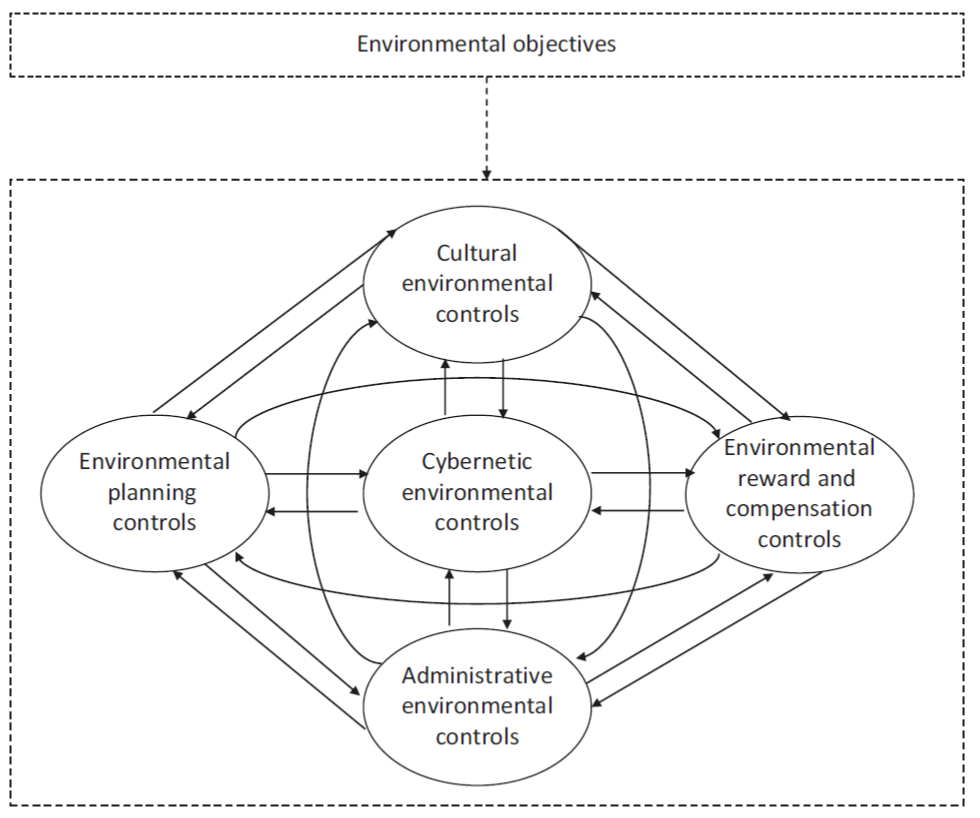 Environmental objectives
Cultural
environmental
controls
Environmental
planning
controls
Cybernetic
environmental
controls
Environmental
reward and
compensation
controls
Administrative
environmental
controls